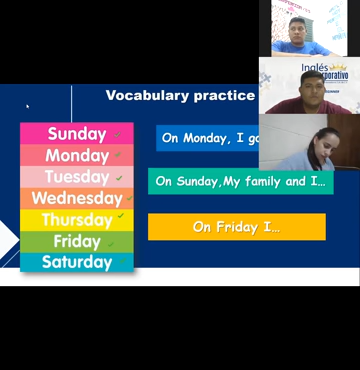 Inglés
orporativo
Vocabulary practice
Sunday
Monday
Tuesday
Wednesday
Thursday
Friday
Saturday
On Monday, I go
On Sunday,My family and I...
On Friday I...